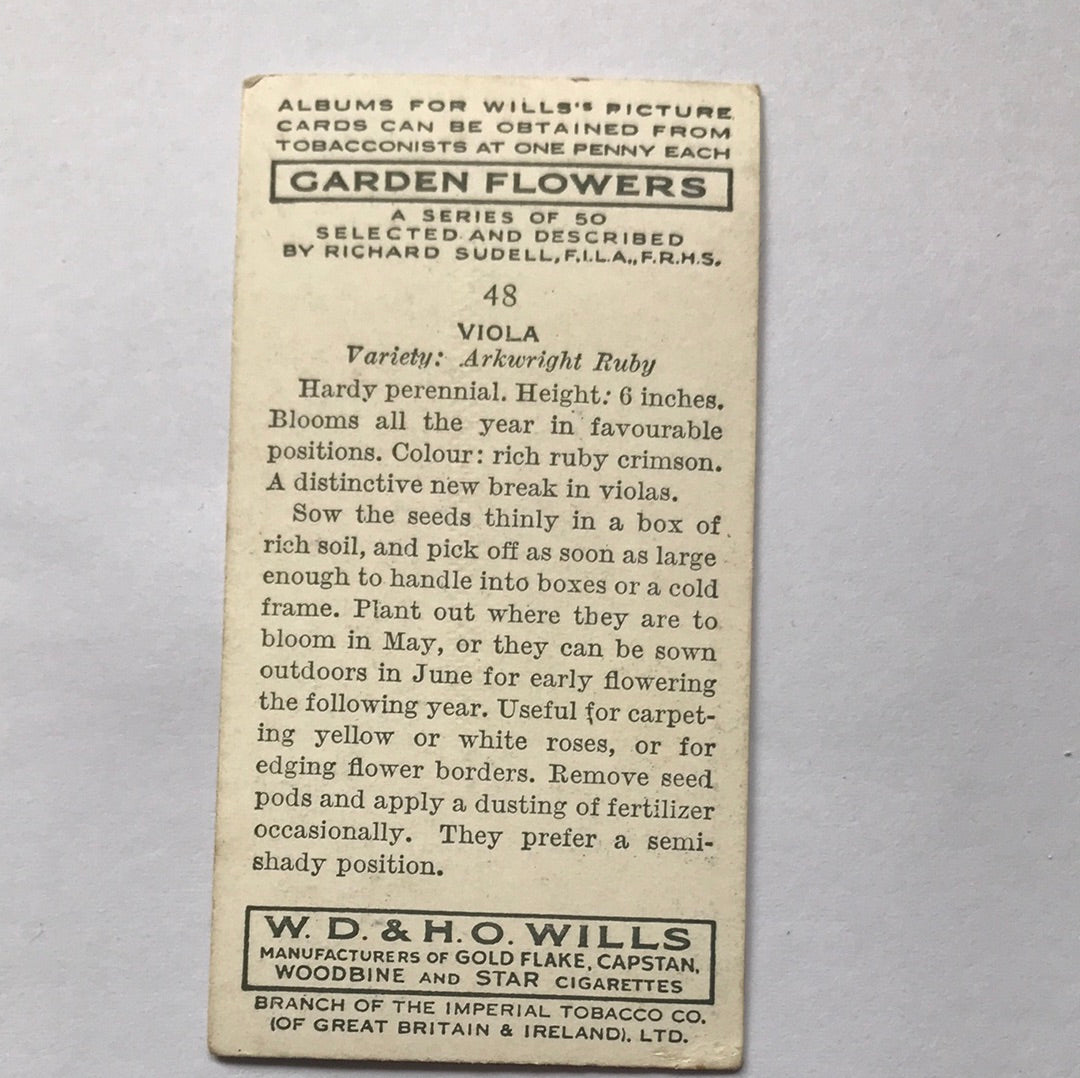 ALBUMS FOR WILLS'S PICTURE
CARDS CAN BE OBTAINED FROM
TOBACCONISTS AT ONE PENNY EACH
GARDEN FLOWERS
A SERIES OF 50
SELECTED AND DESCRIBED
BY RICHARD SUDELL, F.I.L.A., F.R.H.S.
48
VIOLA
Variety: Arkwright Ruby
Hardy perennial. Height: 6 inches.
Blooms all the year in favourable
positions. Colour: rich ruby crimson.
A distinctive new break in violas.
Sow the seeds thinly in a box of
rich soil, and pick off as soon as large
enough to handle into boxes or a cold
frame. Plant out where they are to
bloom in May, or they can be sown
outdoors in June for early flowering
the following year. Useful for carpet-
ing yellow or white roses, or for
edging flower borders. Remove seed
pods and apply a dusting of fertilizer
occasionally. They prefer a semi-
shady position.
W. D. & H. O. WILLS
MANUFACTURERS OF GOLD FLAKE, CAPSTAN,
WOODBINE AND STAR CIGARETTES
BRANCH OF THE IMPERIAL TOBACCO CO.
(OF GREAT BRITAIN & IRELAND), LTD.